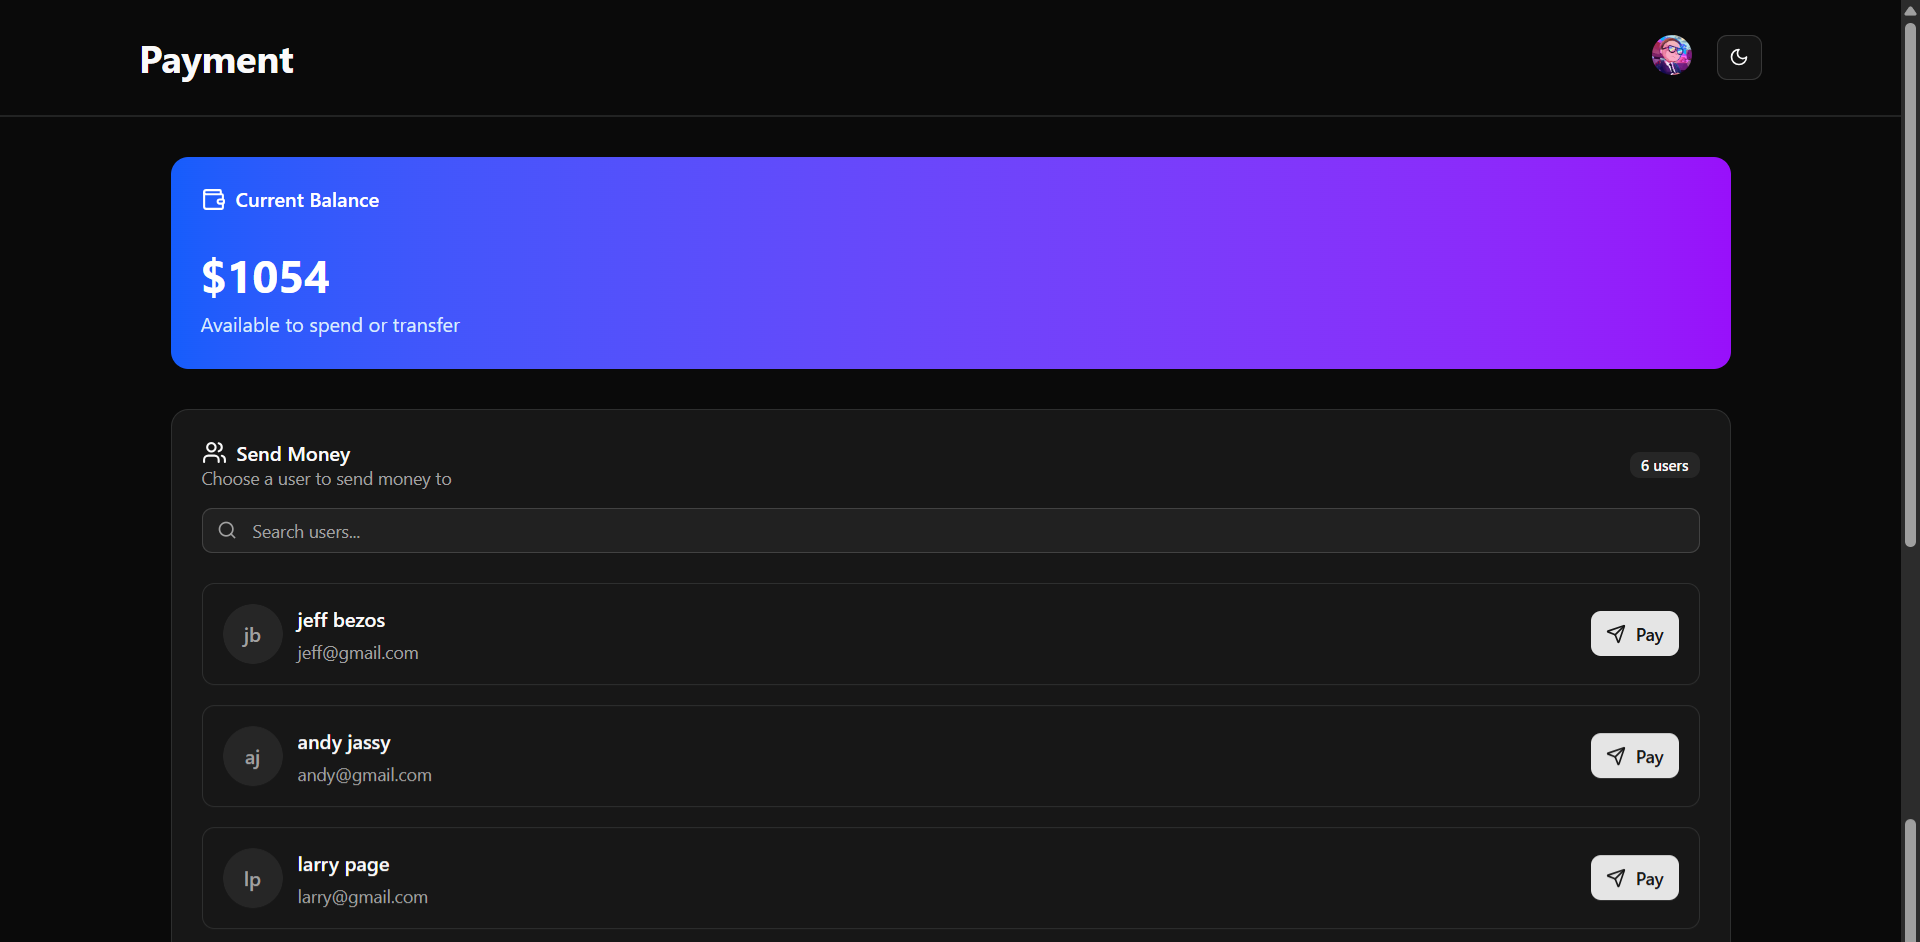 Payment
Current Balance
$1054
Available to spend or transfer
Send Money
Choose a user to send money to
6 users
Search users...
jb
jeff bezos
jeff@gmail.com
Pay
aj
andy jassy
andy@gmail.com
Pay
lp
larry page
larry@gmail.com
Pay